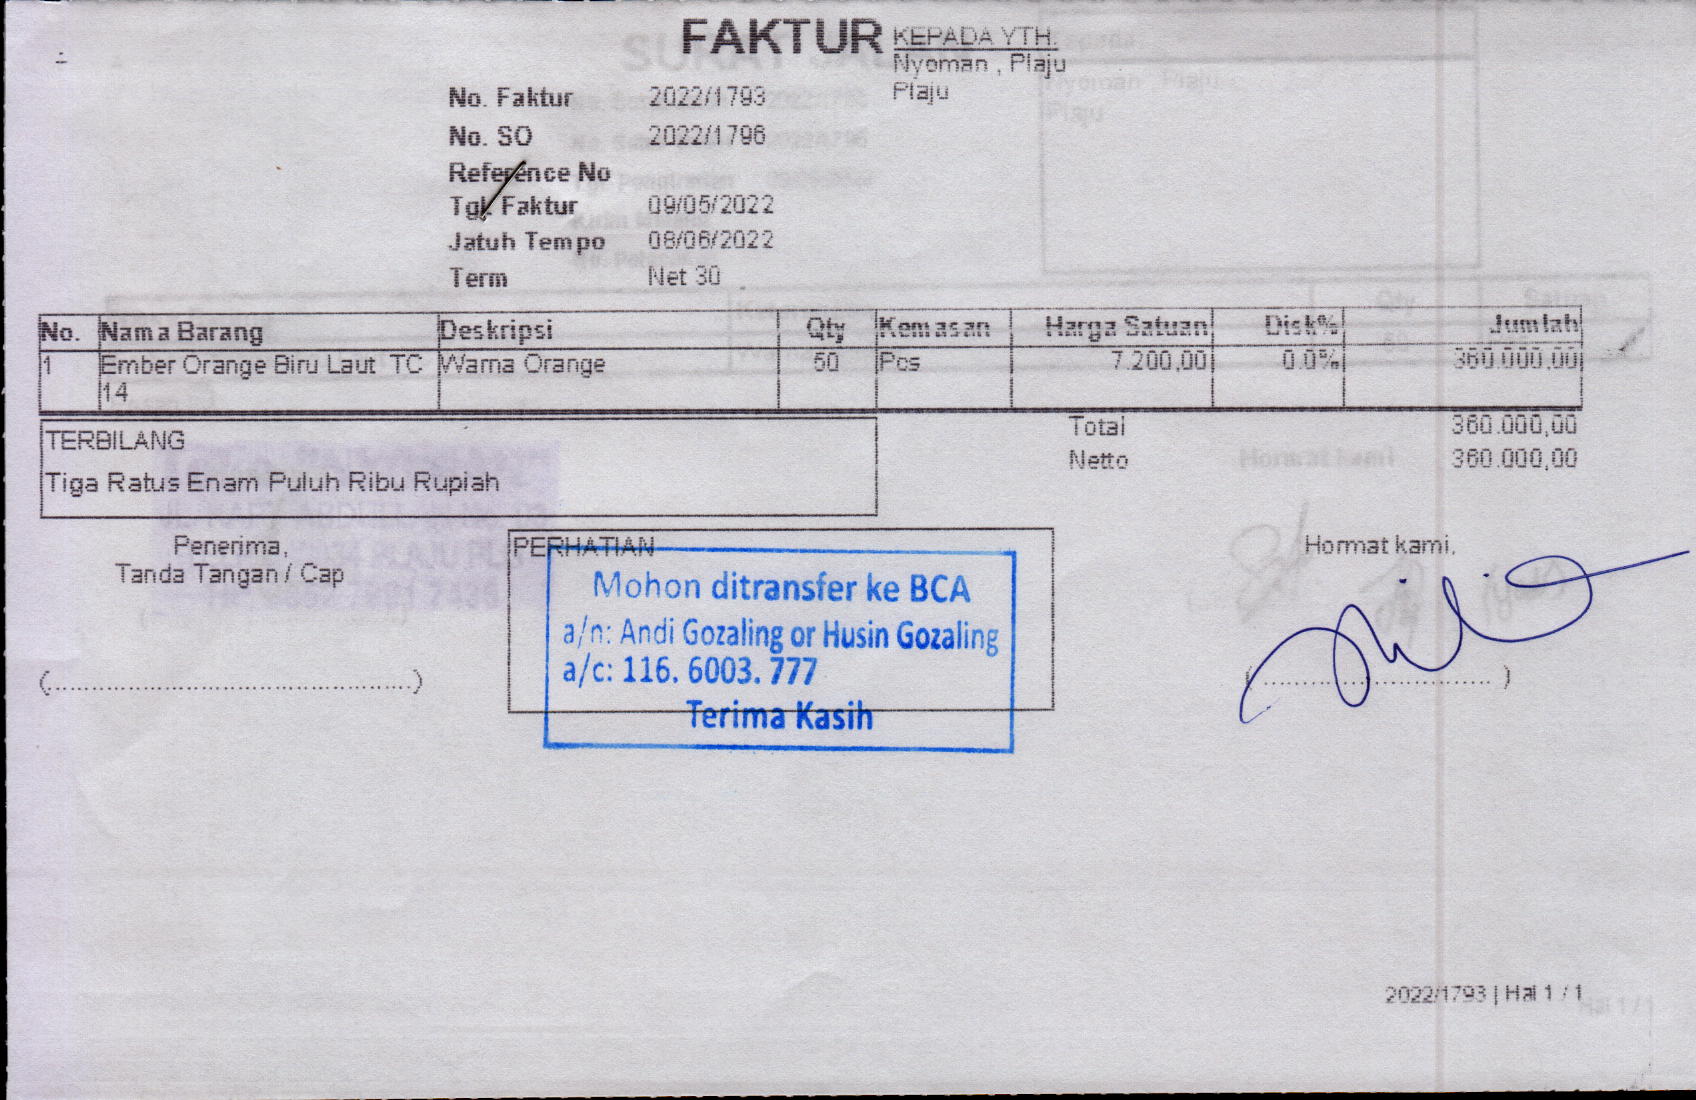 FAKTUR
KEPADA YTH.
Nyoman , Plaju
Plaju
No. Faktur 2022/1793
No. SO 2022/1796
Reference No
Tgl. Faktur 09/05/2022
Jatuh Tempo 08/06/2022
Term Net 30
No. Nama Barang Deskripsi Qty Kemasan Harga Satuan Disk% Jumlah
1 Ember Orange Biru Laut TC 14 Warna Orange 50 Pcs 7.200,00 0.0% 360.000,00
Total 360.000,00
Netto 360.000,00
TERBILANG
Tiga Ratus Enam Puluh Ribu Rupiah
Penerima,
Tanda Tangan / Cap
(..............................................)
PERHATIAN
Mohon ditransfer ke BCA
a/n: Andi Gozaling or Husin Gozaling
a/c: 116. 6003. 777
Terima Kasih
Hormat kami,
(..............................)
2022/1793 | Hal 1 / 1